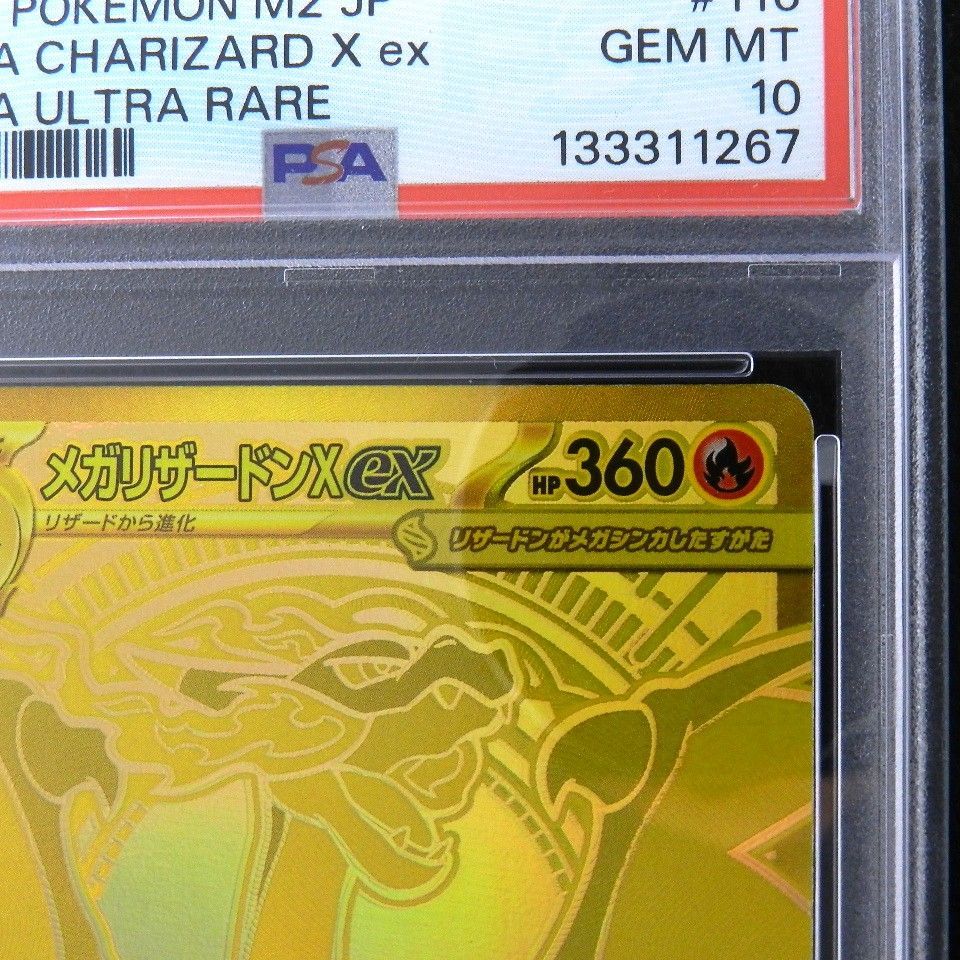 POKEMON M2 JP
A CHARIZARD X ex GEM MT
A ULTRA RARE 10
PSA 133311267
メガリザードンXex HP 360
リザードから進化
リザードンがメガシンカしたすがた